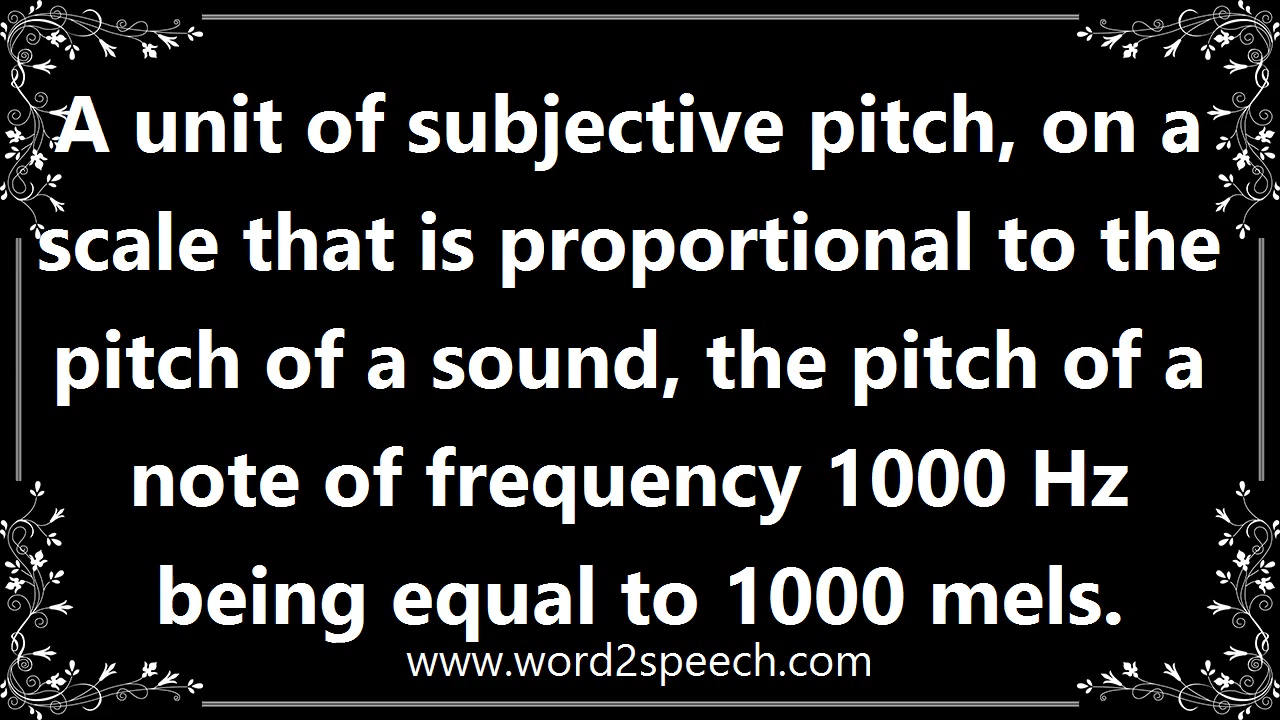 A unit of subjective pitch, on a
scale that is proportional to the
pitch of a sound, the pitch of a
note of frequency 1000 Hz
being equal to 1000 mels.
www.word2speech.com